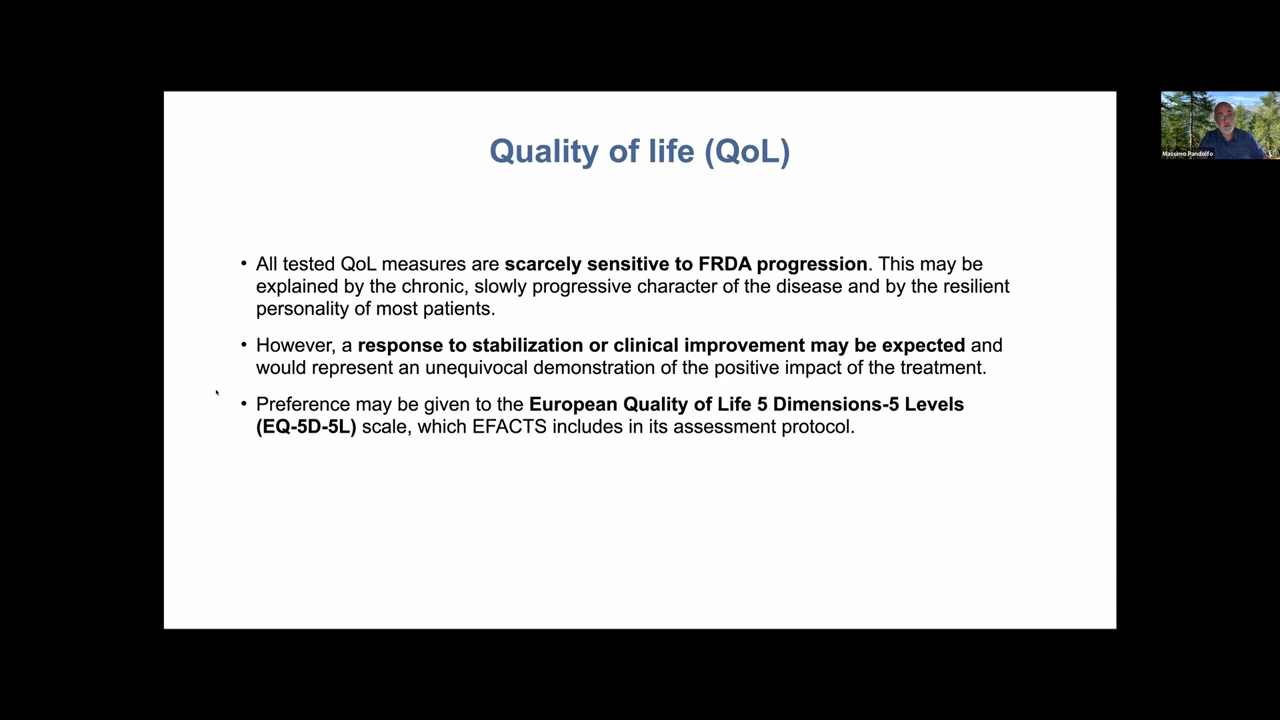 Quality of life (QoL)
• All tested QoL measures are scarcely sensitive to FRDA progression. This may be
explained by the chronic, slowly progressive character of the disease and by the resilient
personality of most patients.
• However, a response to stabilization or clinical improvement may be expected and
would represent an unequivocal demonstration of the positive impact of the treatment.
• Preference may be given to the European Quality of Life 5 Dimensions-5 Levels
(EQ-5D-5L) scale, which EFACTS includes in its assessment protocol.
Massimo Pandolfo